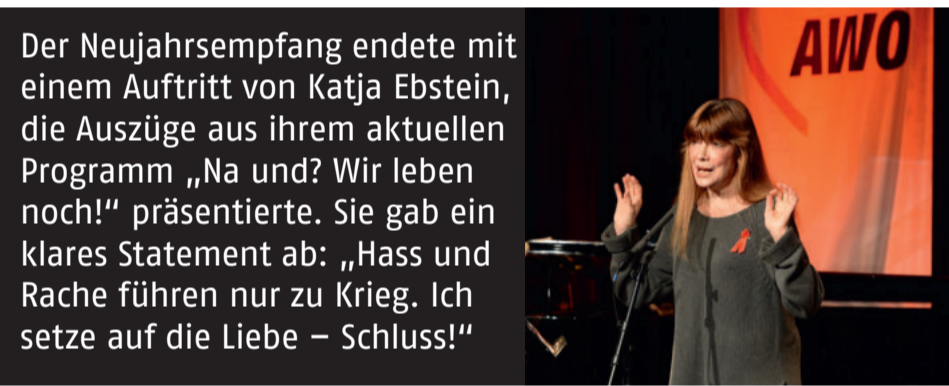 Der Neujahrsempfang endete mit
einem Auftritt von Katja Ebstein,
die Auszüge aus ihrem aktuellen
Programm „Na und? Wir leben
noch!“ präsentierte. Sie gab ein
klares Statement ab: „Hass und
Rache führen nur zu Krieg. Ich
setze auf die Liebe – Schluss!“
AWO